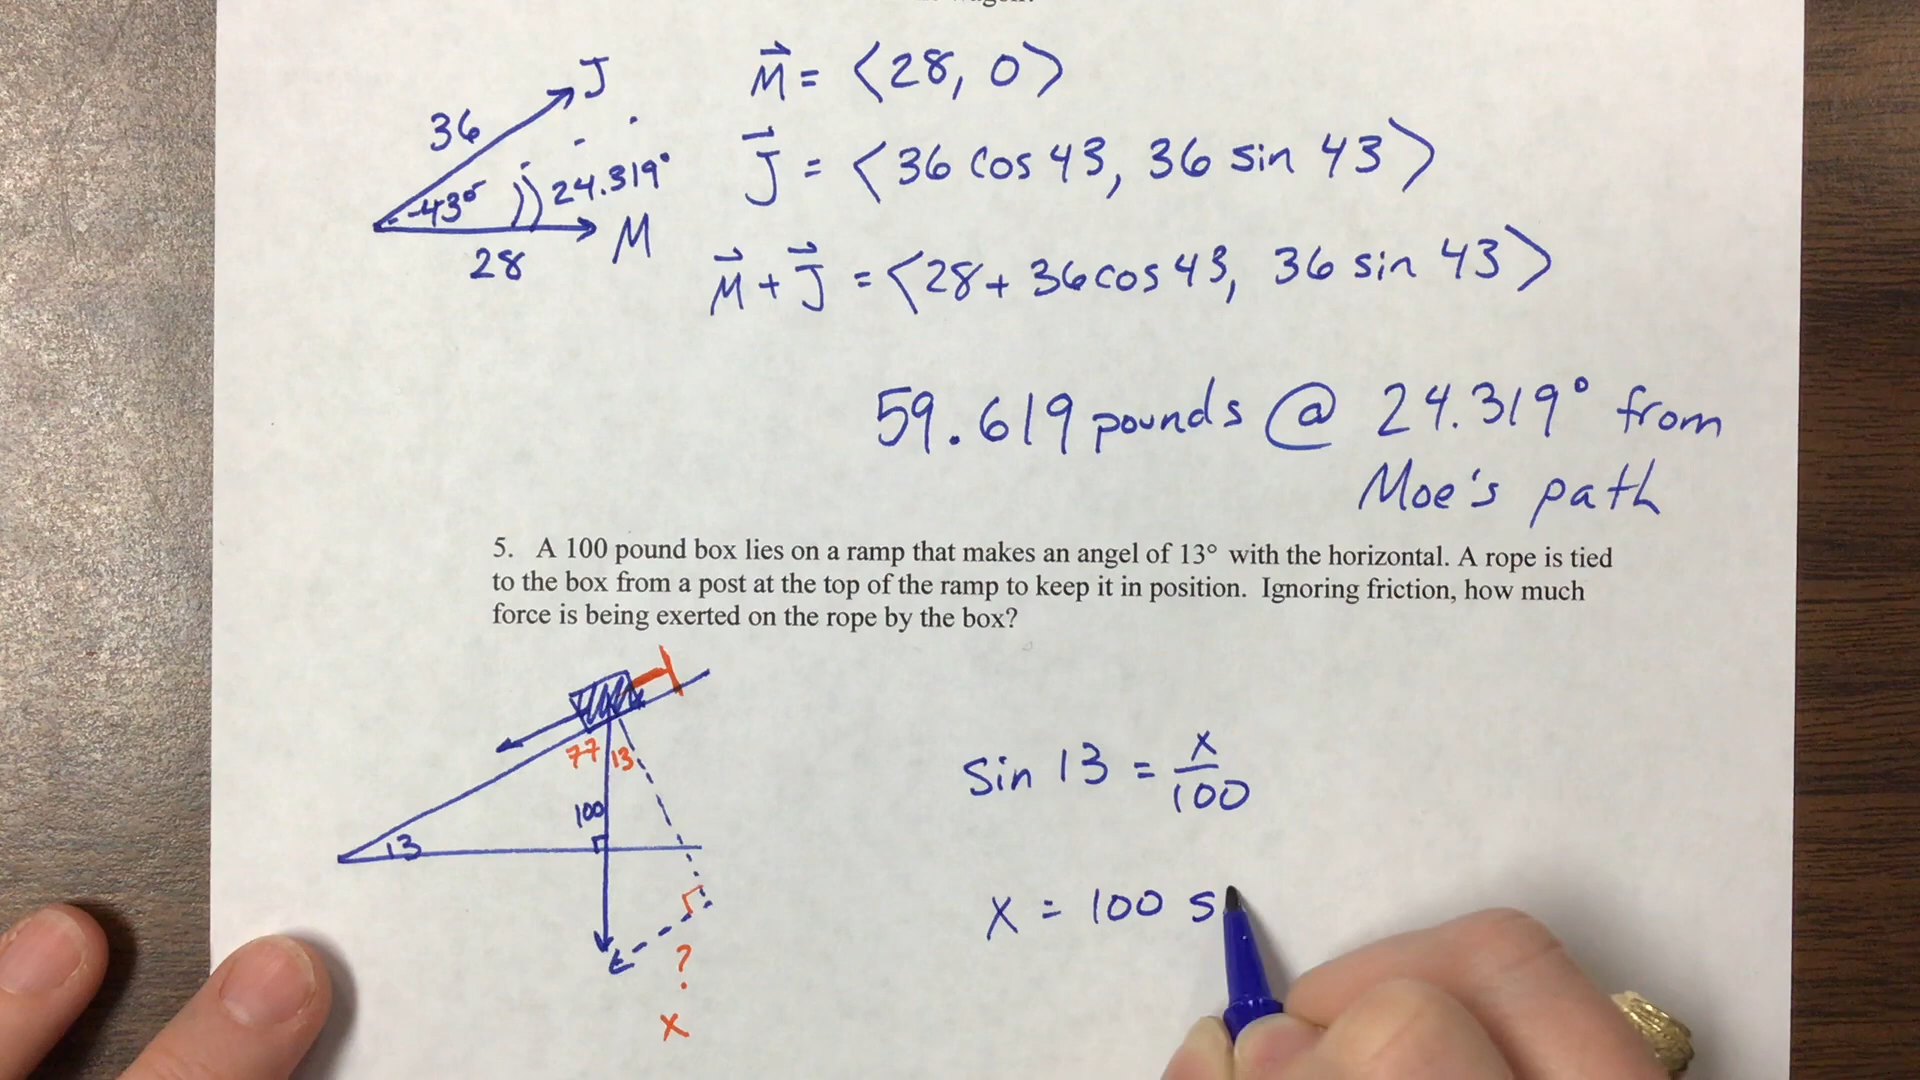 wagon?
J
36
43°
24.319°
M
28
M = ⟨28, 0⟩
J = ⟨36 cos 43, 36 sin 43⟩
M + J = ⟨28 + 36 cos 43, 36 sin 43⟩
59.619 pounds @ 24.319° from
Moe's path
5. A 100 pound box lies on a ramp that makes an angel of 13° with the horizontal. A rope is tied
to the box from a post at the top of the ramp to keep it in position. Ignoring friction, how much
force is being exerted on the rope by the box?
77 13
100
13
?
x
sin 13 = x/100
x = 100 s